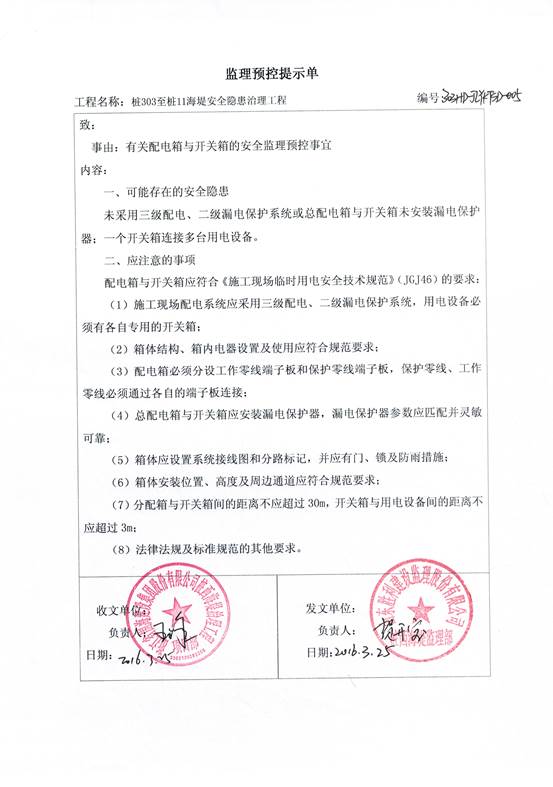 监理预控提示单
工程名称：桩303至桩11海堤安全隐患治理工程
编号
致：
事由：有关配电箱与开关箱的安全监理预控事宜
内容：
一、可能存在的安全隐患
未采用三级配电、二级漏电保护系统或总配电箱与开关箱未安装漏电保护
器；一个开关箱连接多台用电设备。
二、应注意的事项
配电箱与开关箱应符合《施工现场临时用电安全技术规范》（JGJ46）的要求：
（1）施工现场配电系统应采用三级配电、二级漏电保护系统，用电设备必
须有各自专用的开关箱；
（2）箱体结构、箱内电器设置及使用应符合规范要求；
（3）配电箱必须分设工作零线端子板和保护零线端子板，保护零线、工作
零线必须通过各自的端子板连接；
（4）总配电箱与开关箱应安装漏电保护器，漏电保护器参数应匹配并灵敏
可靠；
（5）箱体应设置系统接线图和分路标记，并应有门、锁及防雨措施；
（6）箱体安装位置、高度及周边通道应符合规范要求；
（7）分配箱与开关箱间的距离不应超过30m，开关箱与用电设备间的距离不
应超过3m；
（8）法律法规及标准规范的其他要求。
收文单位：
负责人：
日期：2016.3.25
发文单位：
负责人：
日期：2016.3.25